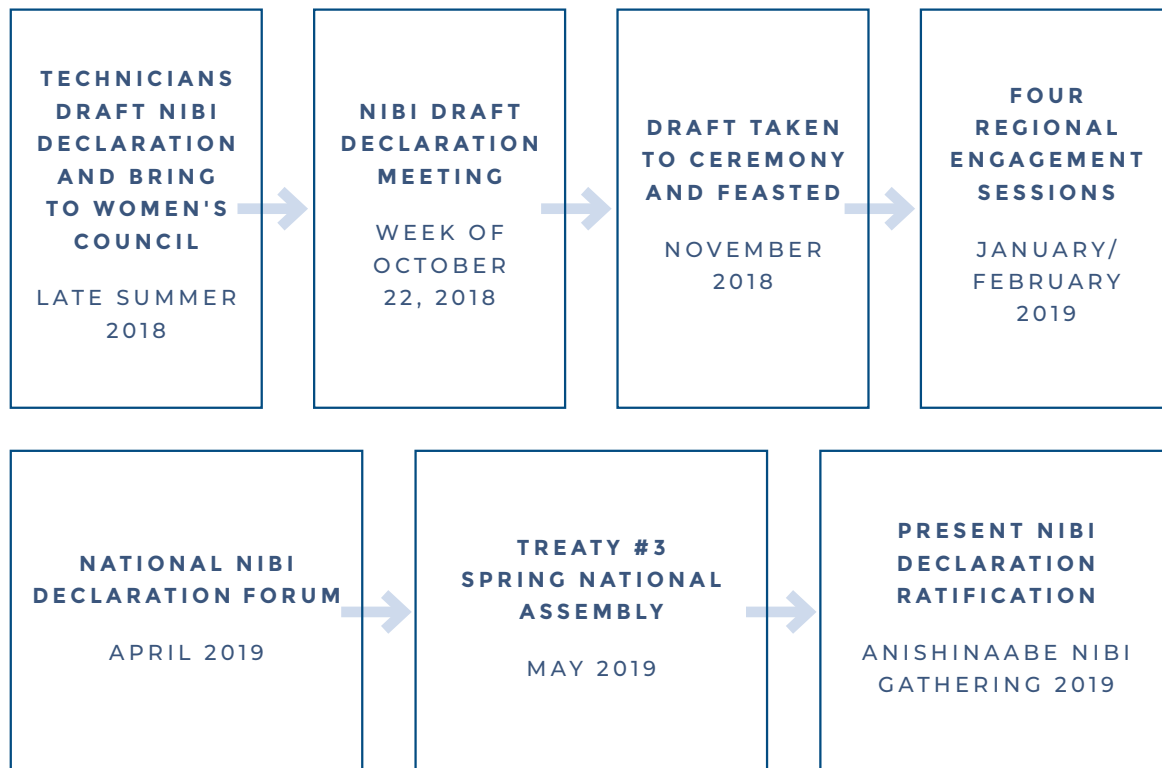 TECHNICIANS
DRAFT NIBI
DECLARATION
AND BRING
TO WOMEN'S
COUNCIL
LATE SUMMER
2018
NIBI DRAFT
DECLARATION
MEETING
WEEK OF
OCTOBER
22, 2018
DRAFT TAKEN
TO CEREMONY
AND FEASTED
NOVEMBER
2018
FOUR
REGIONAL
ENGAGEMENT
SESSIONS
JANUARY/
FEBRUARY
2019
NATIONAL NIBI
DECLARATION FORUM
APRIL 2019
TREATY #3
SPRING NATIONAL
ASSEMBLY
MAY 2019
PRESENT NIBI
DECLARATION
RATIFICATION
ANISHINAABE NIBI
GATHERING 2019